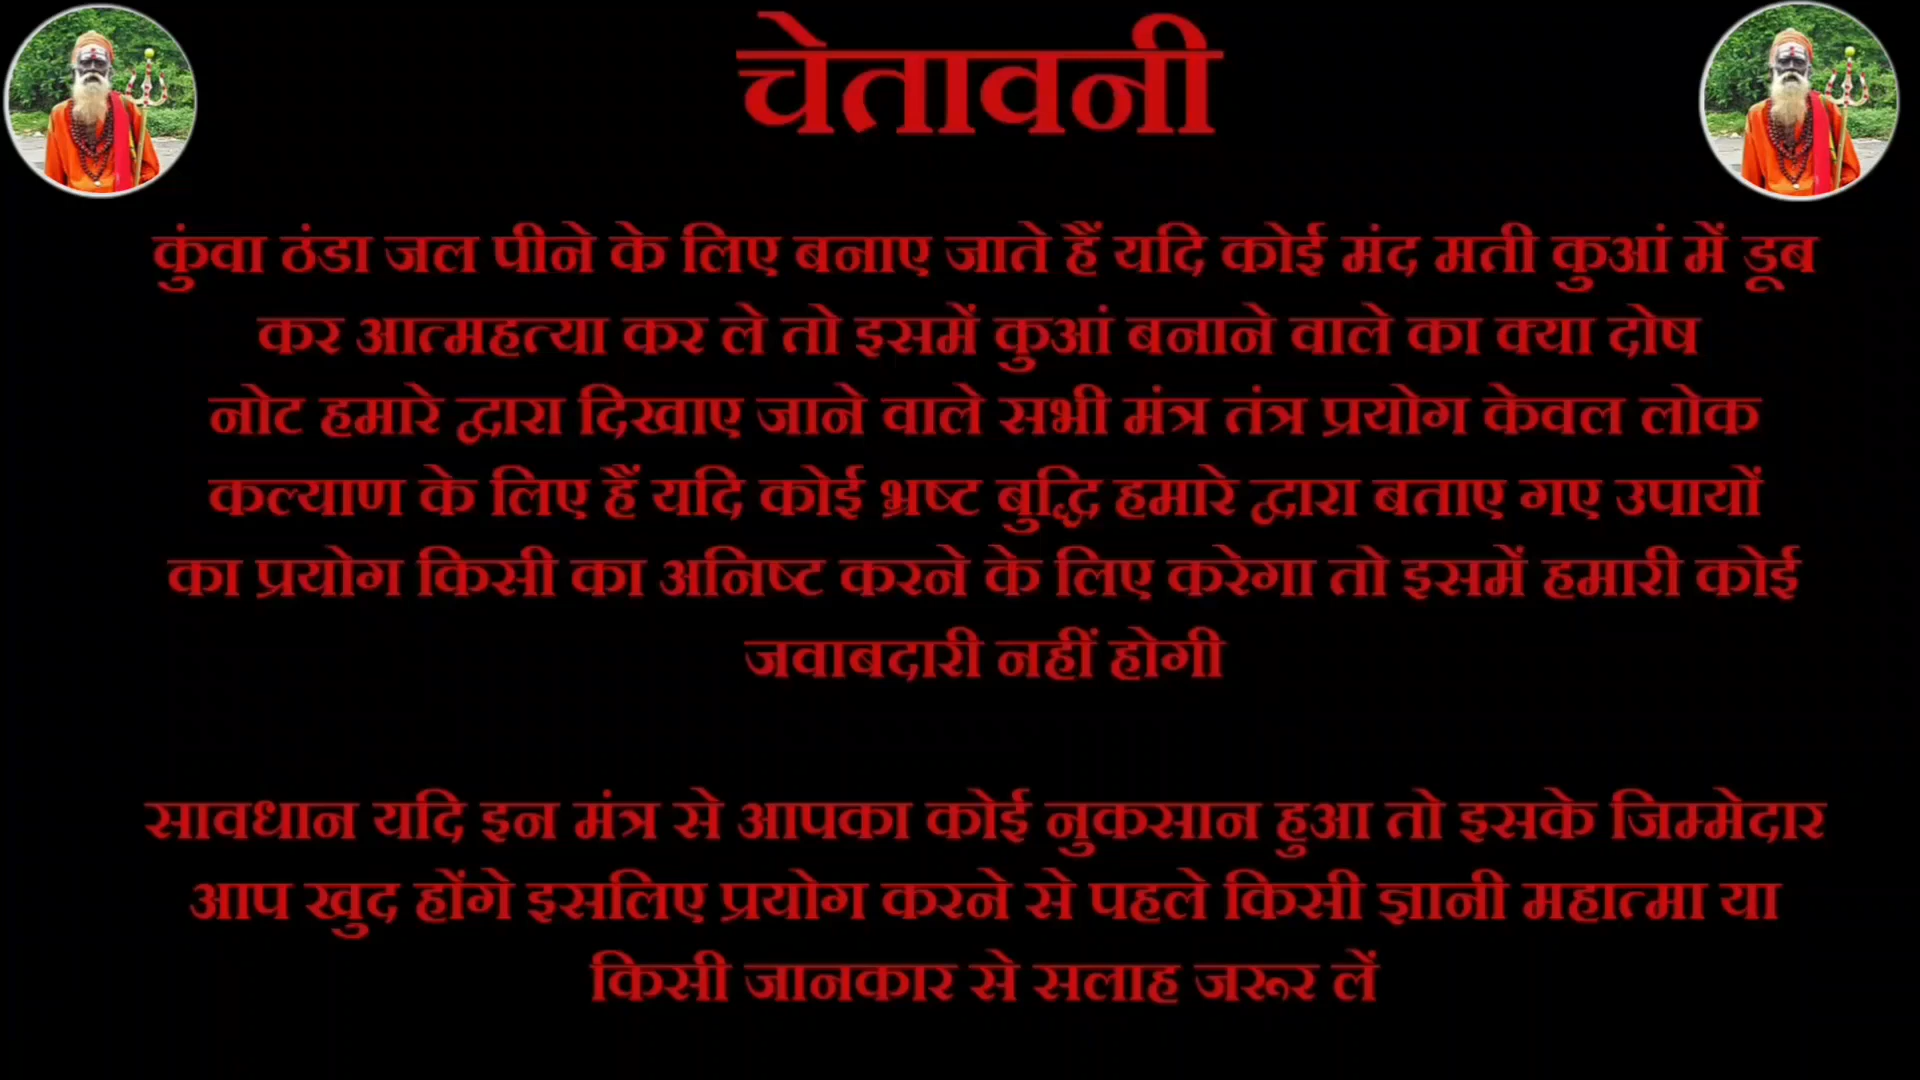 चेतावनी
कुंवा ठंडा जल पीने के लिए बनाए जाते हैं यदि कोई मंद मती कुआं में डूब
कर आत्महत्या कर ले तो इसमें कुआं बनाने वाले का क्या दोष
नोट हमारे द्वारा दिखाए जाने वाले सभी मंत्र तंत्र प्रयोग केवल लोक
कल्याण के लिए हैं यदि कोई भ्रष्ट बुद्धि हमारे द्वारा बताए गए उपायों
का प्रयोग किसी का अनिष्ट करने के लिए करेगा तो इसमें हमारी कोई
जवाबदारी नहीं होगी
सावधान यदि इन मंत्र से आपका कोई नुकसान हुआ तो इसके जिम्मेदार
आप खुद होंगे इसलिए प्रयोग करने से पहले किसी ज्ञानी महात्मा या
किसी जानकार से सलाह जरूर लें